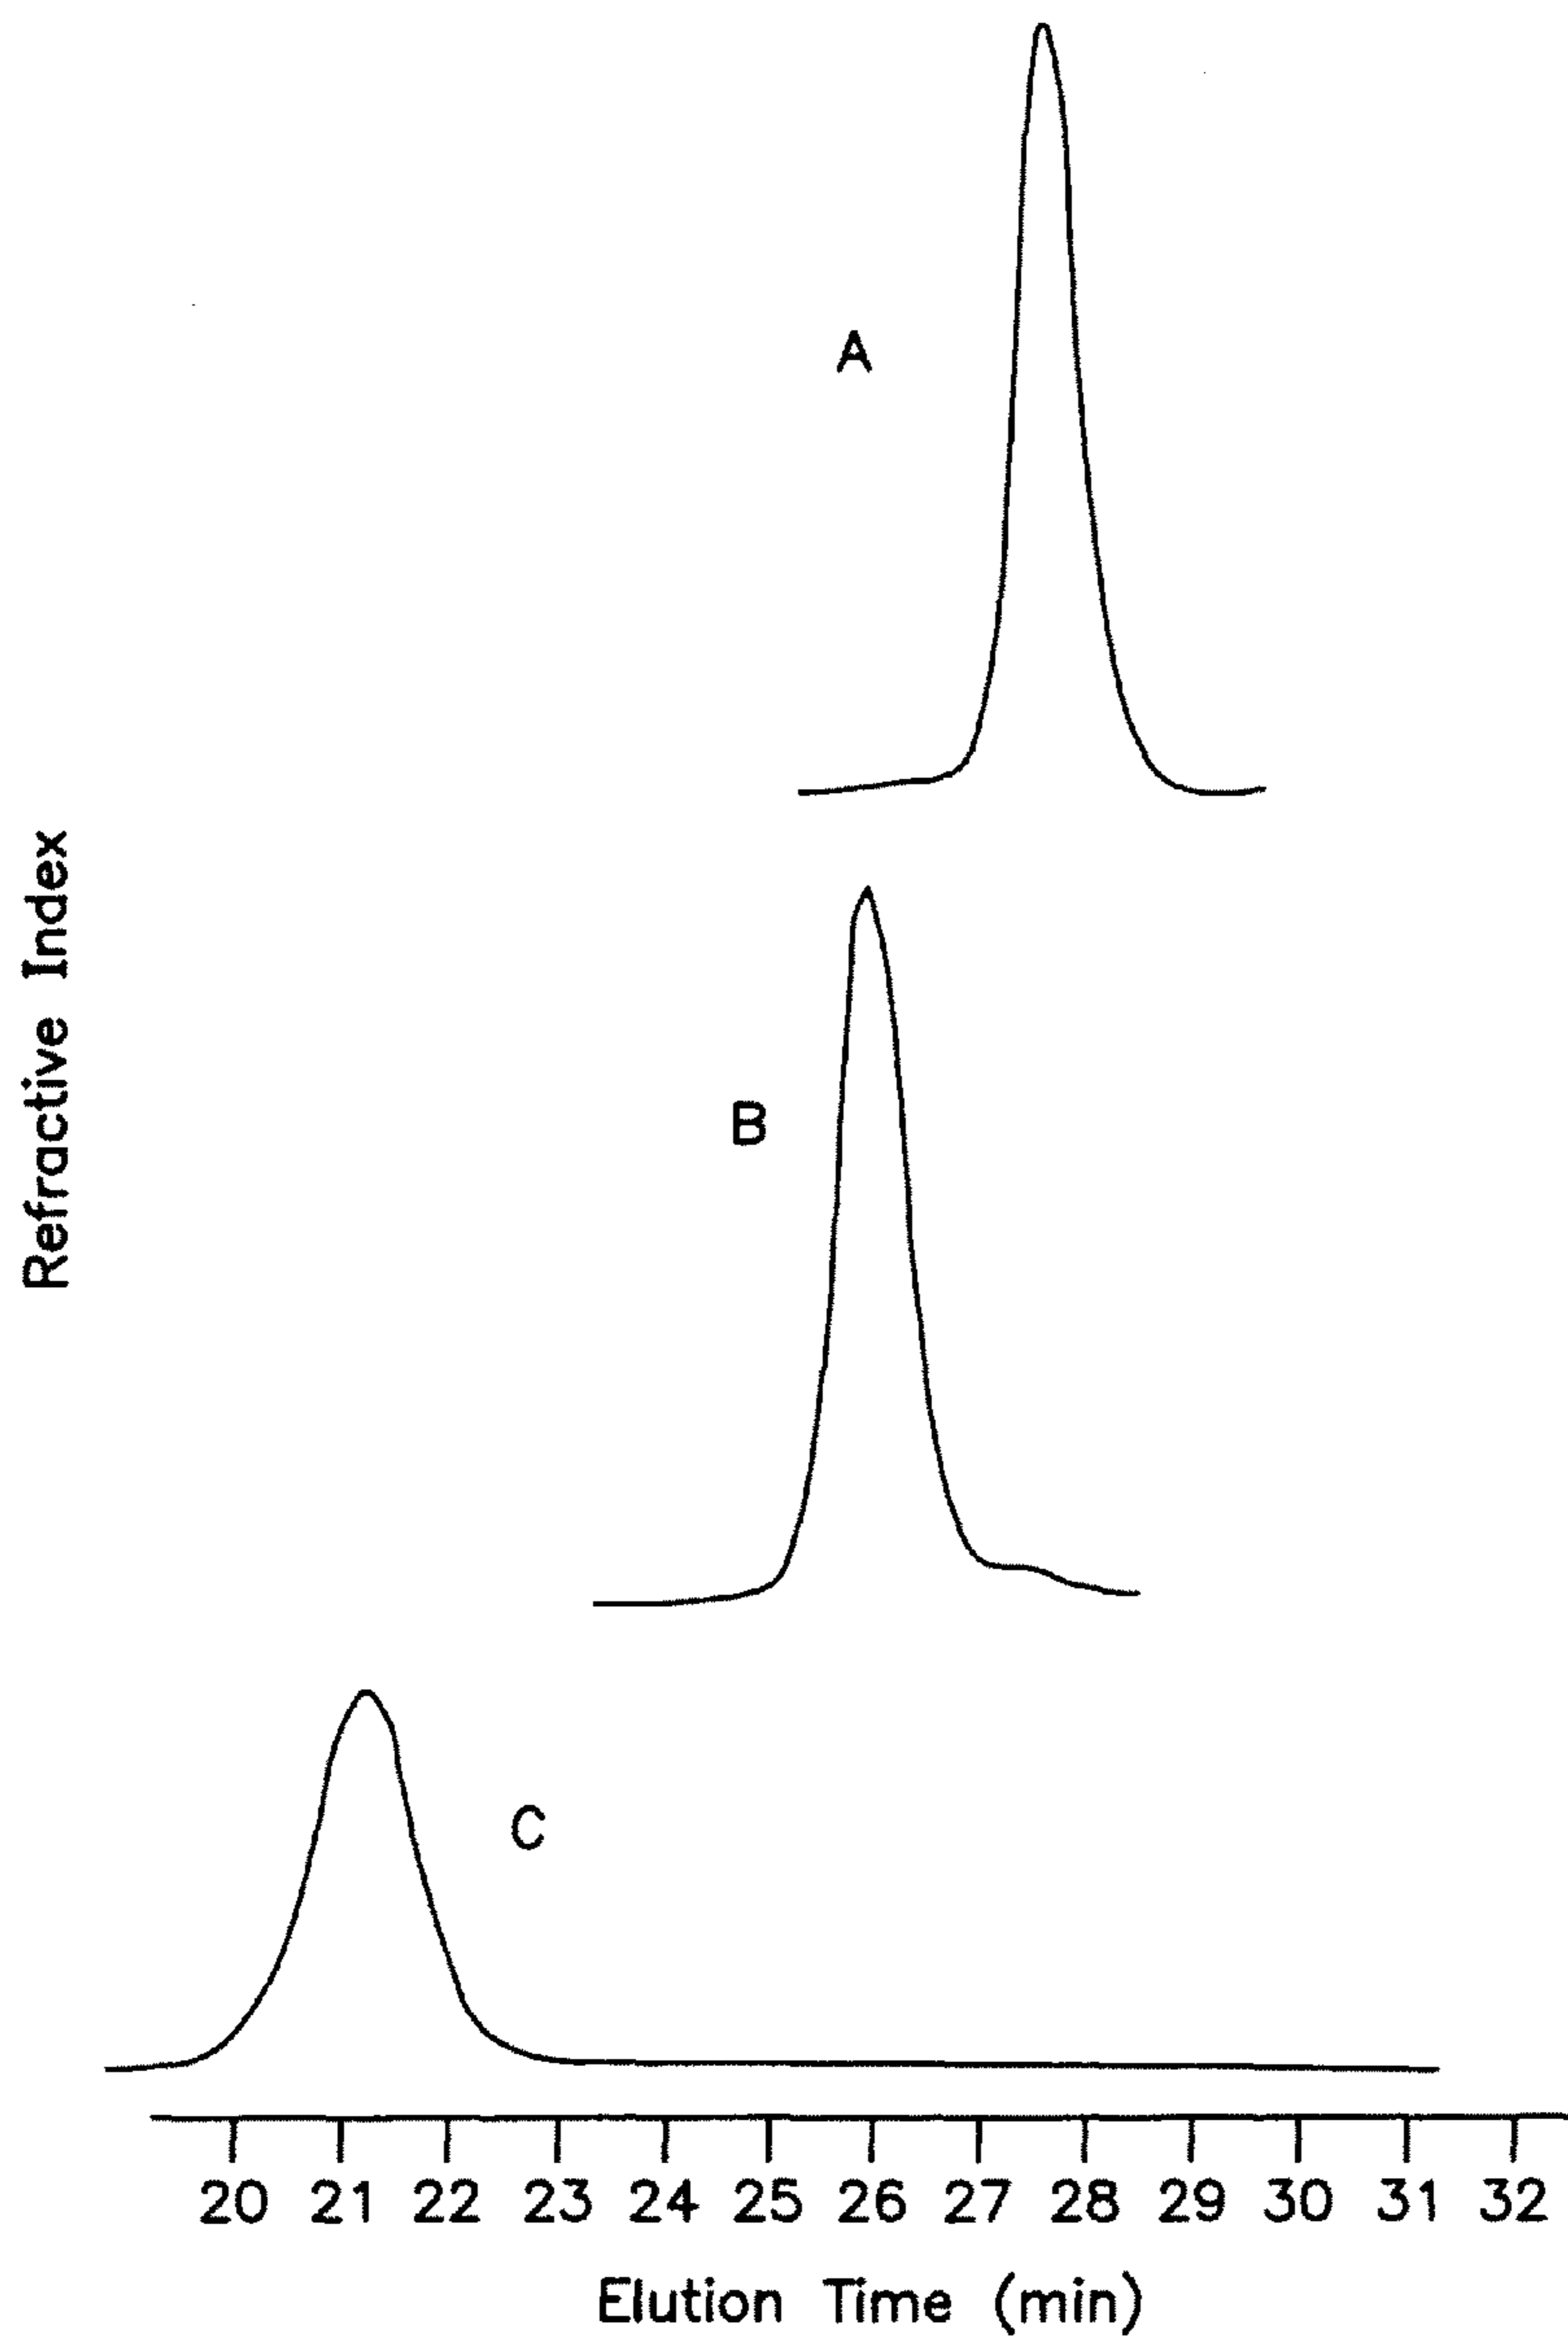 A
Refractive Index
B
C
20 21 22 23 24 25 26 27 28 29 30 31 32
Elution Time (min)